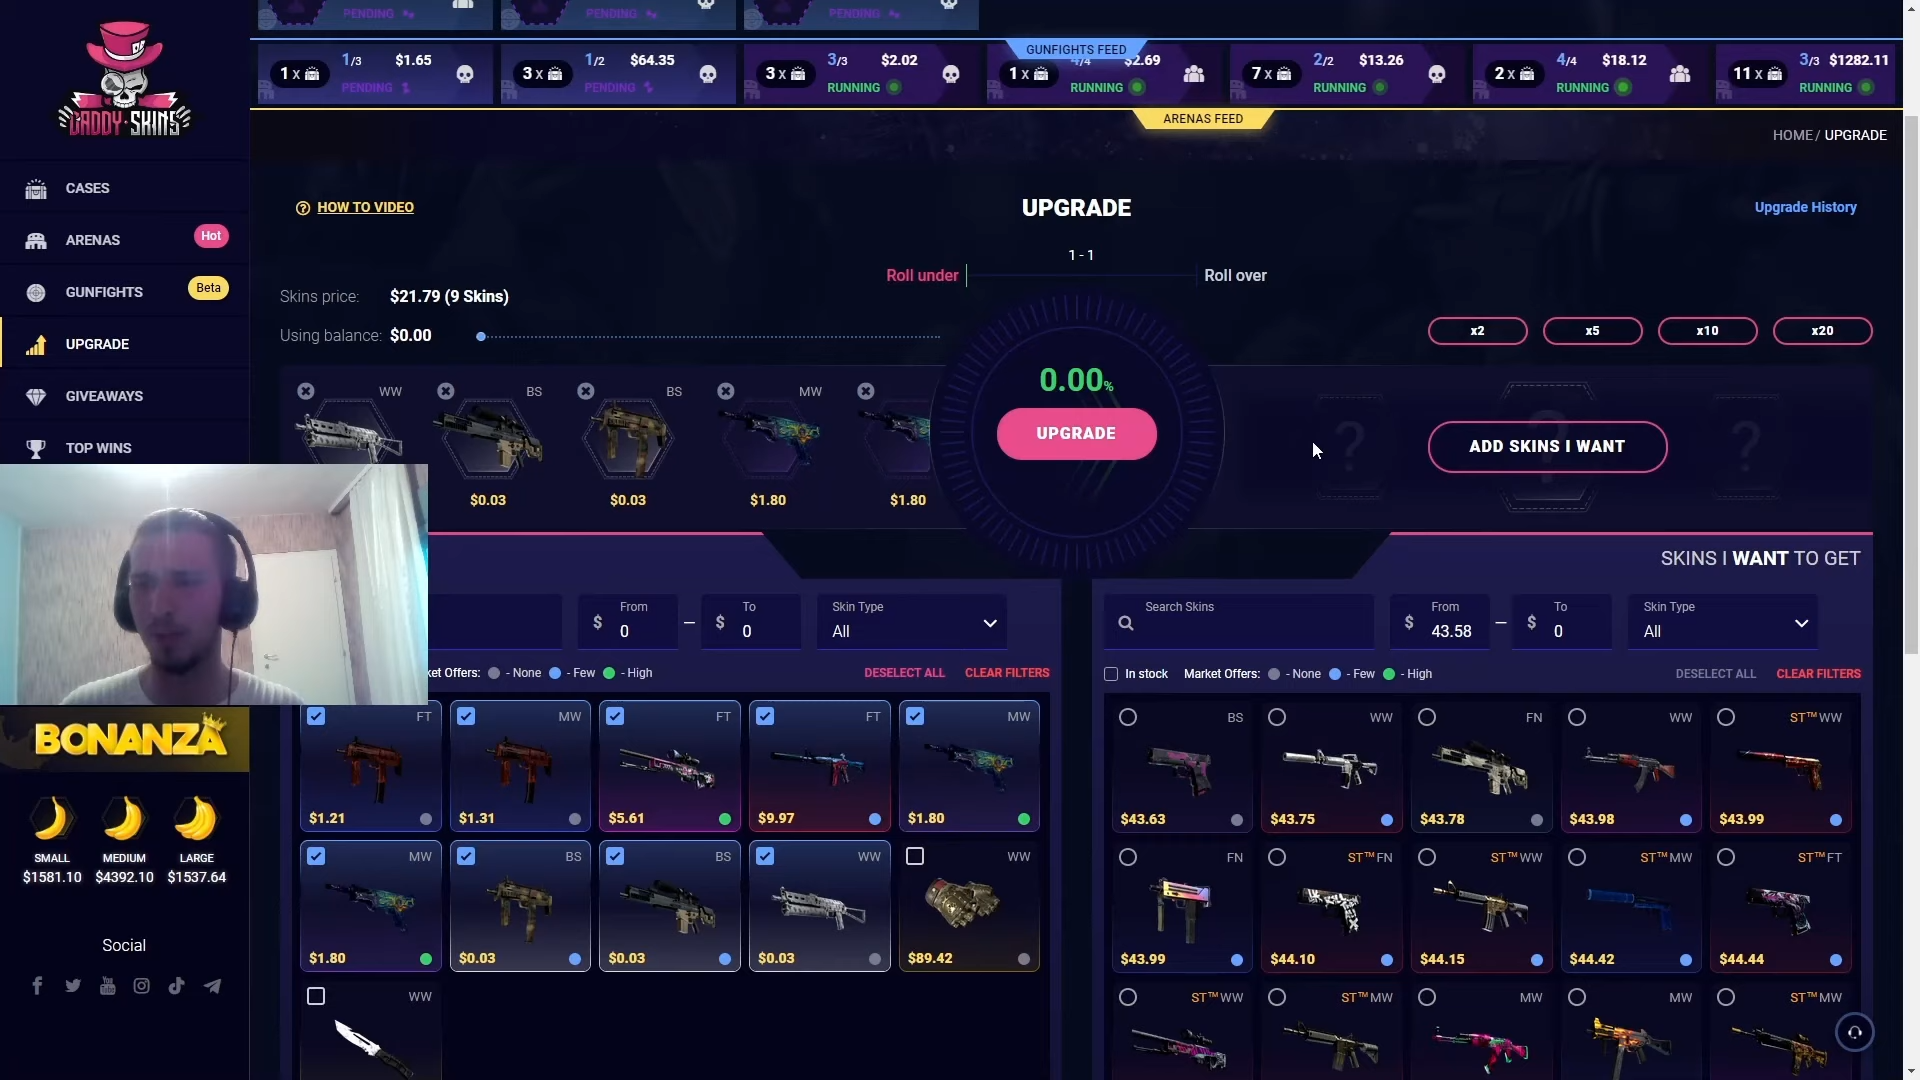 PENDING
PENDING
PENDING
GUNFIGHTS FEED
1 x
1/3
$1.65
PENDING
3 x
1/2
$64.35
PENDING
3 x
3/3
$2.02
RUNNING
1 x
4/4
$2.69
RUNNING
7 x
2/2
$13.26
RUNNING
2 x
4/4
$18.12
RUNNING
11 x
3/3
$1282.11
RUNNING
ARENAS FEED
DADDY SKINS
HOME / UPGRADE
CASES
ARENAS
Hot
GUNFIGHTS
Beta
UPGRADE
GIVEAWAYS
TOP WINS
HOW TO VIDEO
UPGRADE
Upgrade History
1 - 1
Roll under
Roll over
Skins price: $21.79 (9 Skins)
Using balance: $0.00
x2
x5
x10
x20
WW
BS
BS
MW
$0.03
$0.03
$1.80
$1.80
0.00%
UPGRADE
ADD SKINS I WANT
SKINS I WANT TO GET
From
0
To
0
Skin Type
All
Search Skins
From
43.58
To
0
Skin Type
All
ket Offers: - None - Few - High
DESELECT ALL
CLEAR FILTERS
In stock
Market Offers: - None - Few - High
DESELECT ALL
CLEAR FILTERS
FT
MW
FT
FT
MW
$1.21
$1.31
$5.61
$9.97
$1.80
MW
BS
BS
WW
WW
$1.80
$0.03
$0.03
$0.03
$89.42
WW
BS
WW
FN
WW
ST™ WW
$43.63
$43.75
$43.78
$43.98
$43.99
FN
ST™ FN
ST™ WW
ST™ MW
ST™ FT
$43.99
$44.10
$44.15
$44.42
$44.44
ST™ WW
ST™ MW
MW
MW
ST™ MW
BONANZA
SMALL
$1581.10
MEDIUM
$4392.10
LARGE
$1537.64
Social